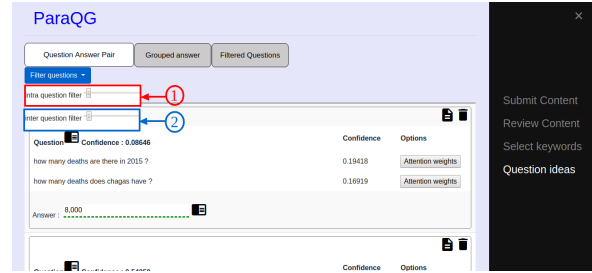 ParaQG
×
Question Answer Pair Grouped answer Filtered Questions
Filter questions
intra question filter
1
inter question filter
2
Question Confidence : 0.08646 Confidence Options
how many deaths are there in 2015 ? 0.19418 Attention weights
how many deaths does chagas have ? 0.16919 Attention weights
Answer : 8,000
Confidence Options
Submit Content
Review Content
Select keywords
Question ideas